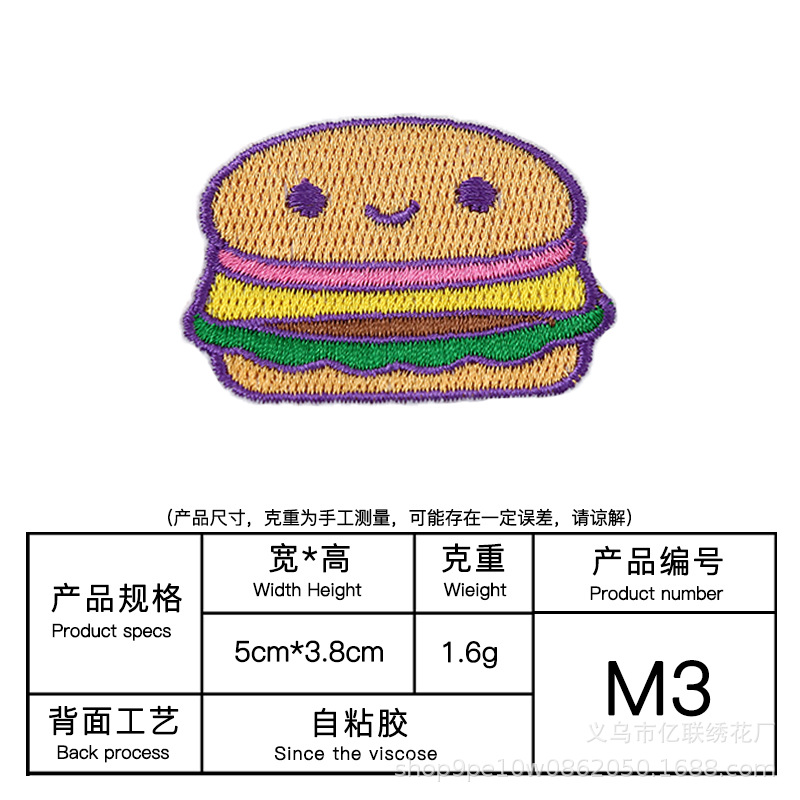 (产品尺寸，克重为手工测量，可能存在一定误差，请谅解)
产品规格
Product specs
宽*高
Width Height
克重
Wieight
产品编号
Product number
5cm*3.8cm
1.6g
M3
背面工艺
Back process
自粘胶
Since the viscose
义乌市亿联绣花厂
shop9pe10w0862050.1688.com